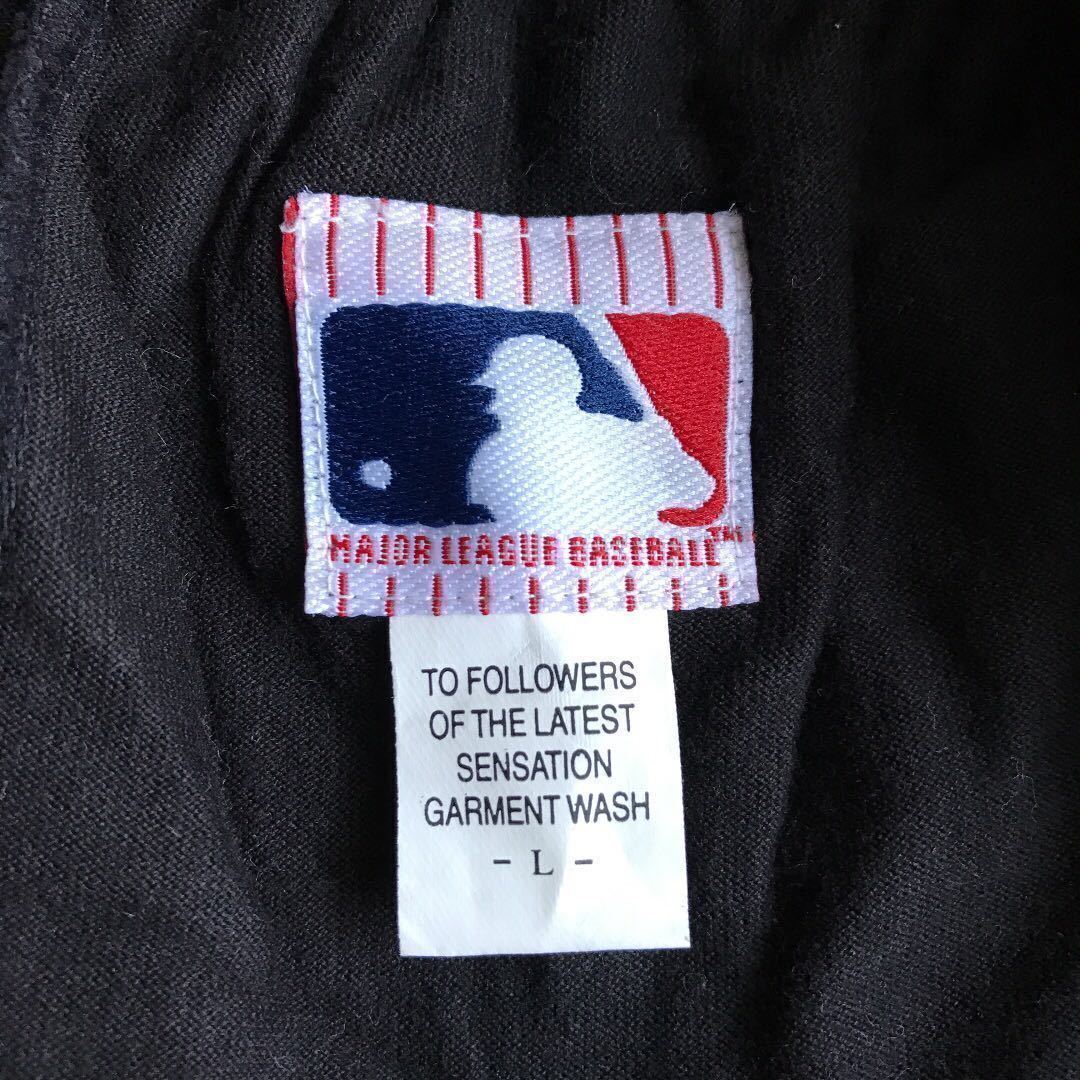 MAJOR LEAGUE BASEBALL™
TO FOLLOWERS
OF THE LATEST
SENSATION
GARMENT WASH
- L -